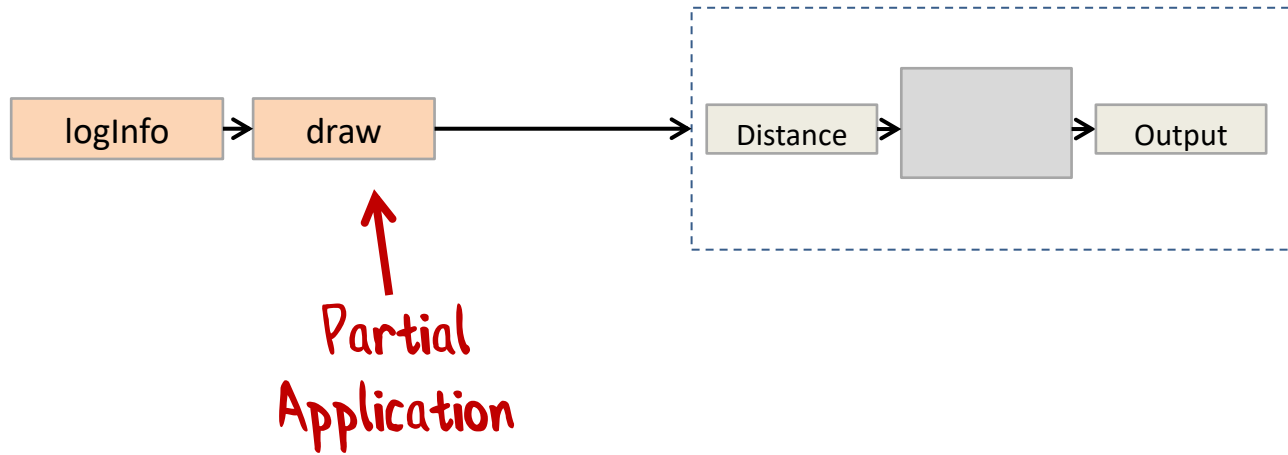 logInfo
draw
Distance
Output
Partial
Application